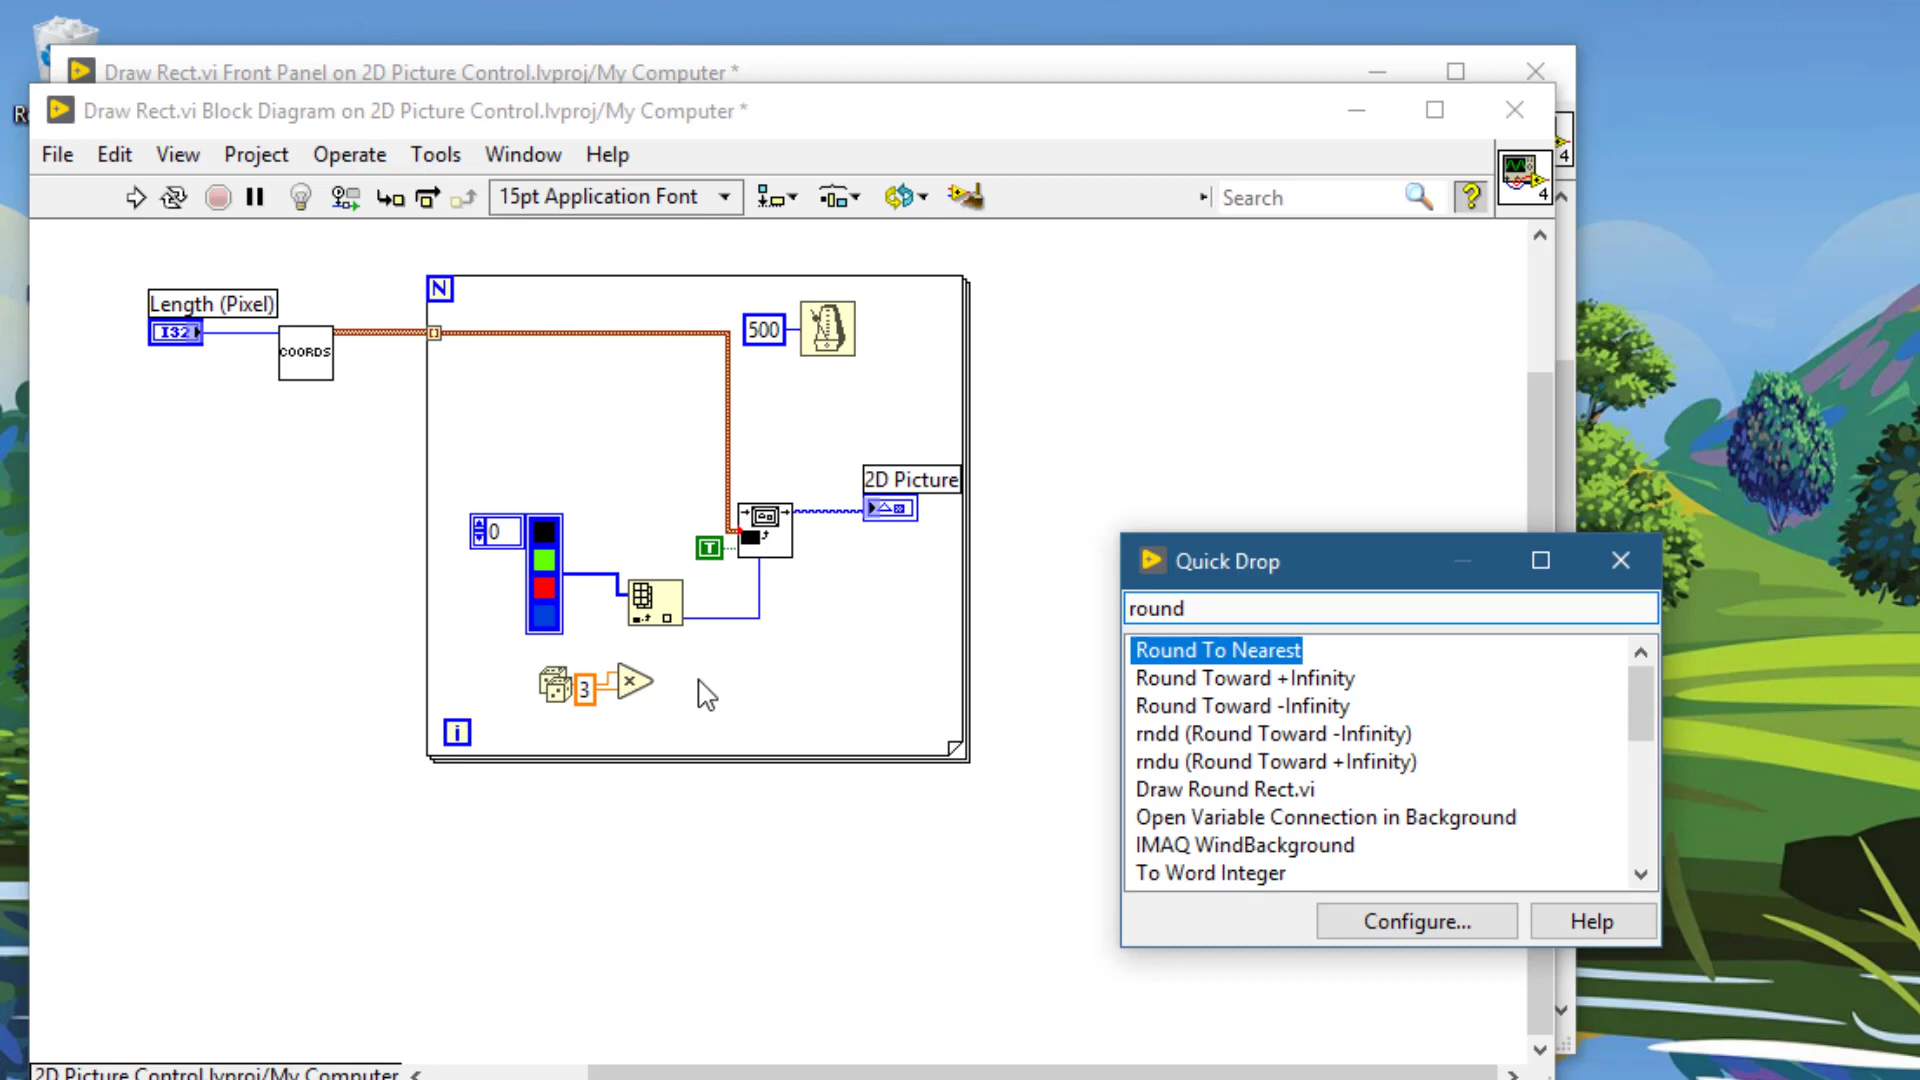 Draw Rect.vi Front Panel on 2D Picture Control.lvproj/My Computer *
Draw Rect.vi Block Diagram on 2D Picture Control.lvproj/My Computer *
File Edit View Project Operate Tools Window Help
4
15pt Application Font
Search
4
N
Length (Pixel)
I32
COORDS
500
2D Picture
0
T
3
×
i
Quick Drop
round
Round To Nearest
Round Toward +Infinity
Round Toward -Infinity
rndd (Round Toward -Infinity)
rndu (Round Toward +Infinity)
Draw Round Rect.vi
Open Variable Connection in Background
IMAQ WindBackground
To Word Integer
Configure...
Help
2D Picture Control.lvproj/My Computer